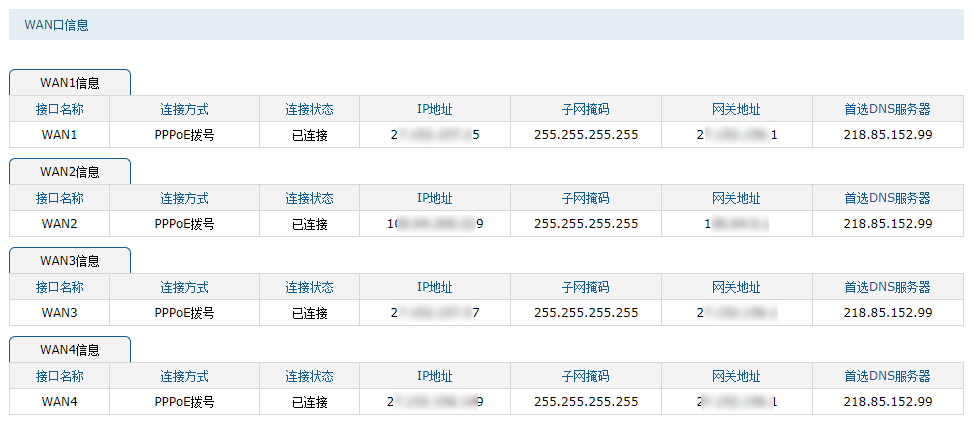 WAN口信息
WAN1信息
接口名称 连接方式 连接状态 IP地址 子网掩码 网关地址 首选DNS服务器
WAN1 PPPoE拨号 已连接 2 5 255.255.255.255 2 1 218.85.152.99
WAN2信息
接口名称 连接方式 连接状态 IP地址 子网掩码 网关地址 首选DNS服务器
WAN2 PPPoE拨号 已连接 1 9 255.255.255.255 1 218.85.152.99
WAN3信息
接口名称 连接方式 连接状态 IP地址 子网掩码 网关地址 首选DNS服务器
WAN3 PPPoE拨号 已连接 2 7 255.255.255.255 2 218.85.152.99
WAN4信息
接口名称 连接方式 连接状态 IP地址 子网掩码 网关地址 首选DNS服务器
WAN4 PPPoE拨号 已连接 2 9 255.255.255.255 2 1 218.85.152.99